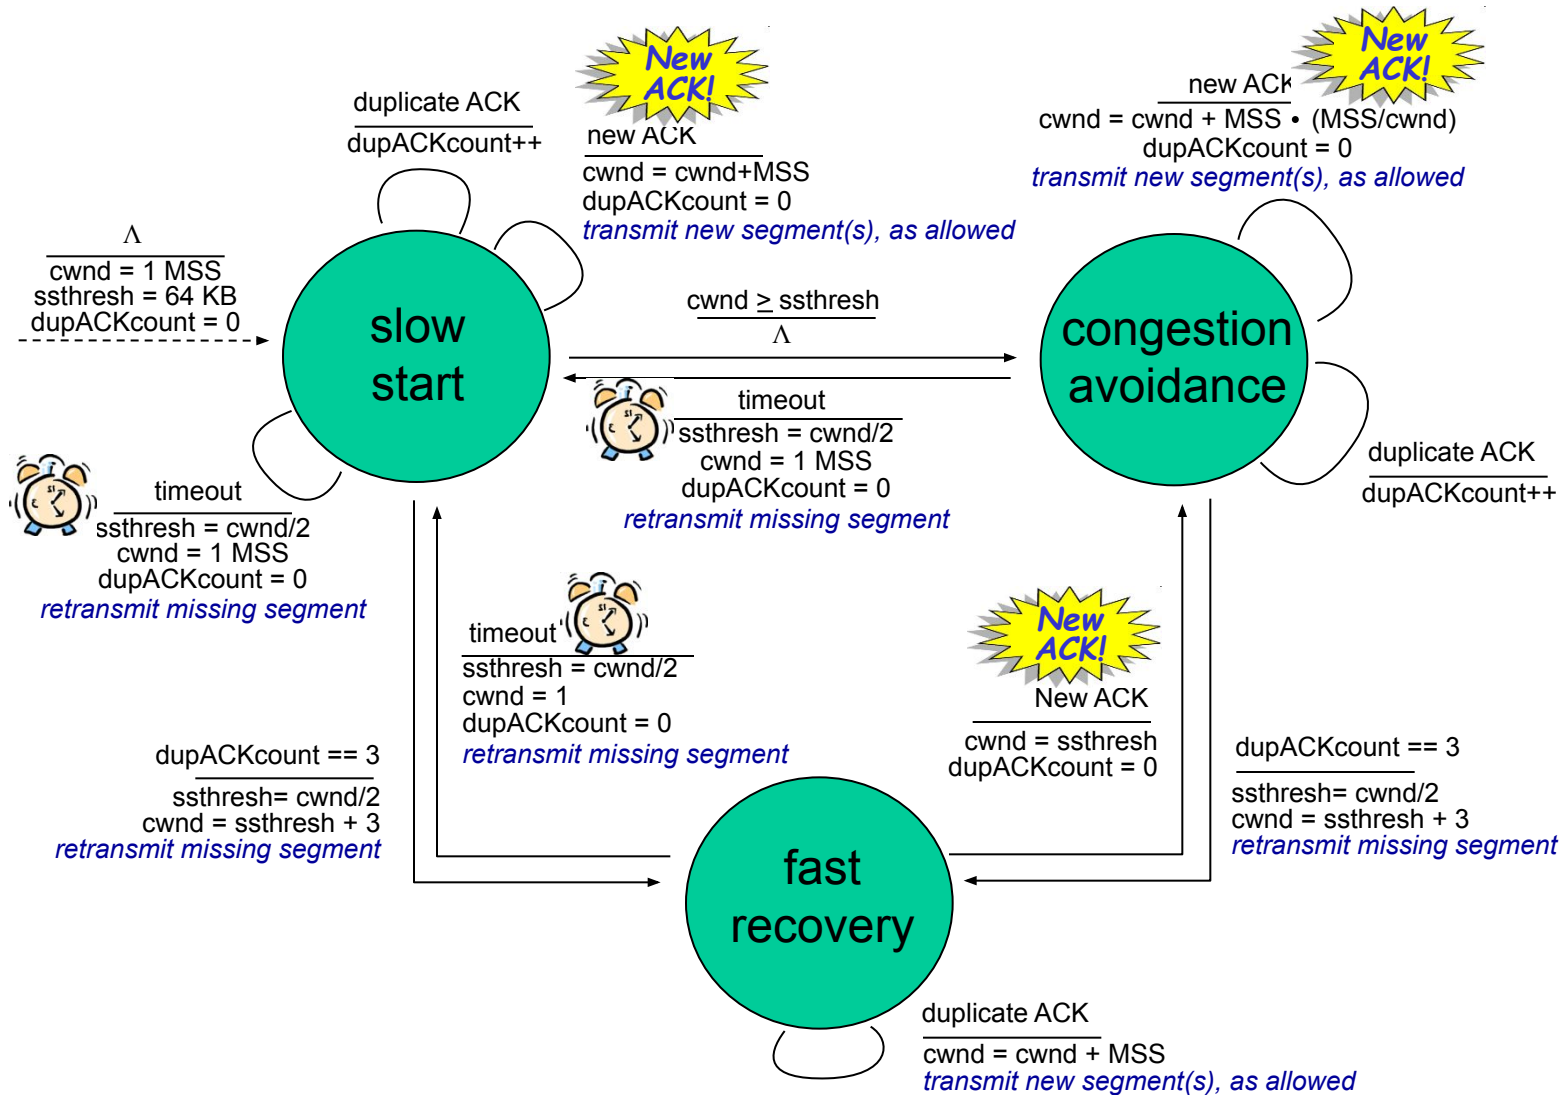 New
ACK!
duplicate ACK
dupACKcount++
new ACK
cwnd = cwnd+MSS
dupACKcount = 0
transmit new segment(s), as allowed
New
ACK!
new ACK
cwnd = cwnd + MSS • (MSS/cwnd)
dupACKcount = 0
transmit new segment(s), as allowed
Λ
cwnd = 1 MSS
ssthresh = 64 KB
dupACKcount = 0
slow
start
cwnd ≥ ssthresh
Λ
congestion
avoidance
timeout
ssthresh = cwnd/2
cwnd = 1 MSS
dupACKcount = 0
retransmit missing segment
duplicate ACK
dupACKcount++
timeout
ssthresh = cwnd/2
cwnd = 1 MSS
dupACKcount = 0
retransmit missing segment
timeout
ssthresh = cwnd/2
cwnd = 1
dupACKcount = 0
retransmit missing segment
New
ACK!
New ACK
cwnd = ssthresh
dupACKcount = 0
dupACKcount == 3
ssthresh= cwnd/2
cwnd = ssthresh + 3
retransmit missing segment
dupACKcount == 3
ssthresh= cwnd/2
cwnd = ssthresh + 3
retransmit missing segment
fast
recovery
duplicate ACK
cwnd = cwnd + MSS
transmit new segment(s), as allowed